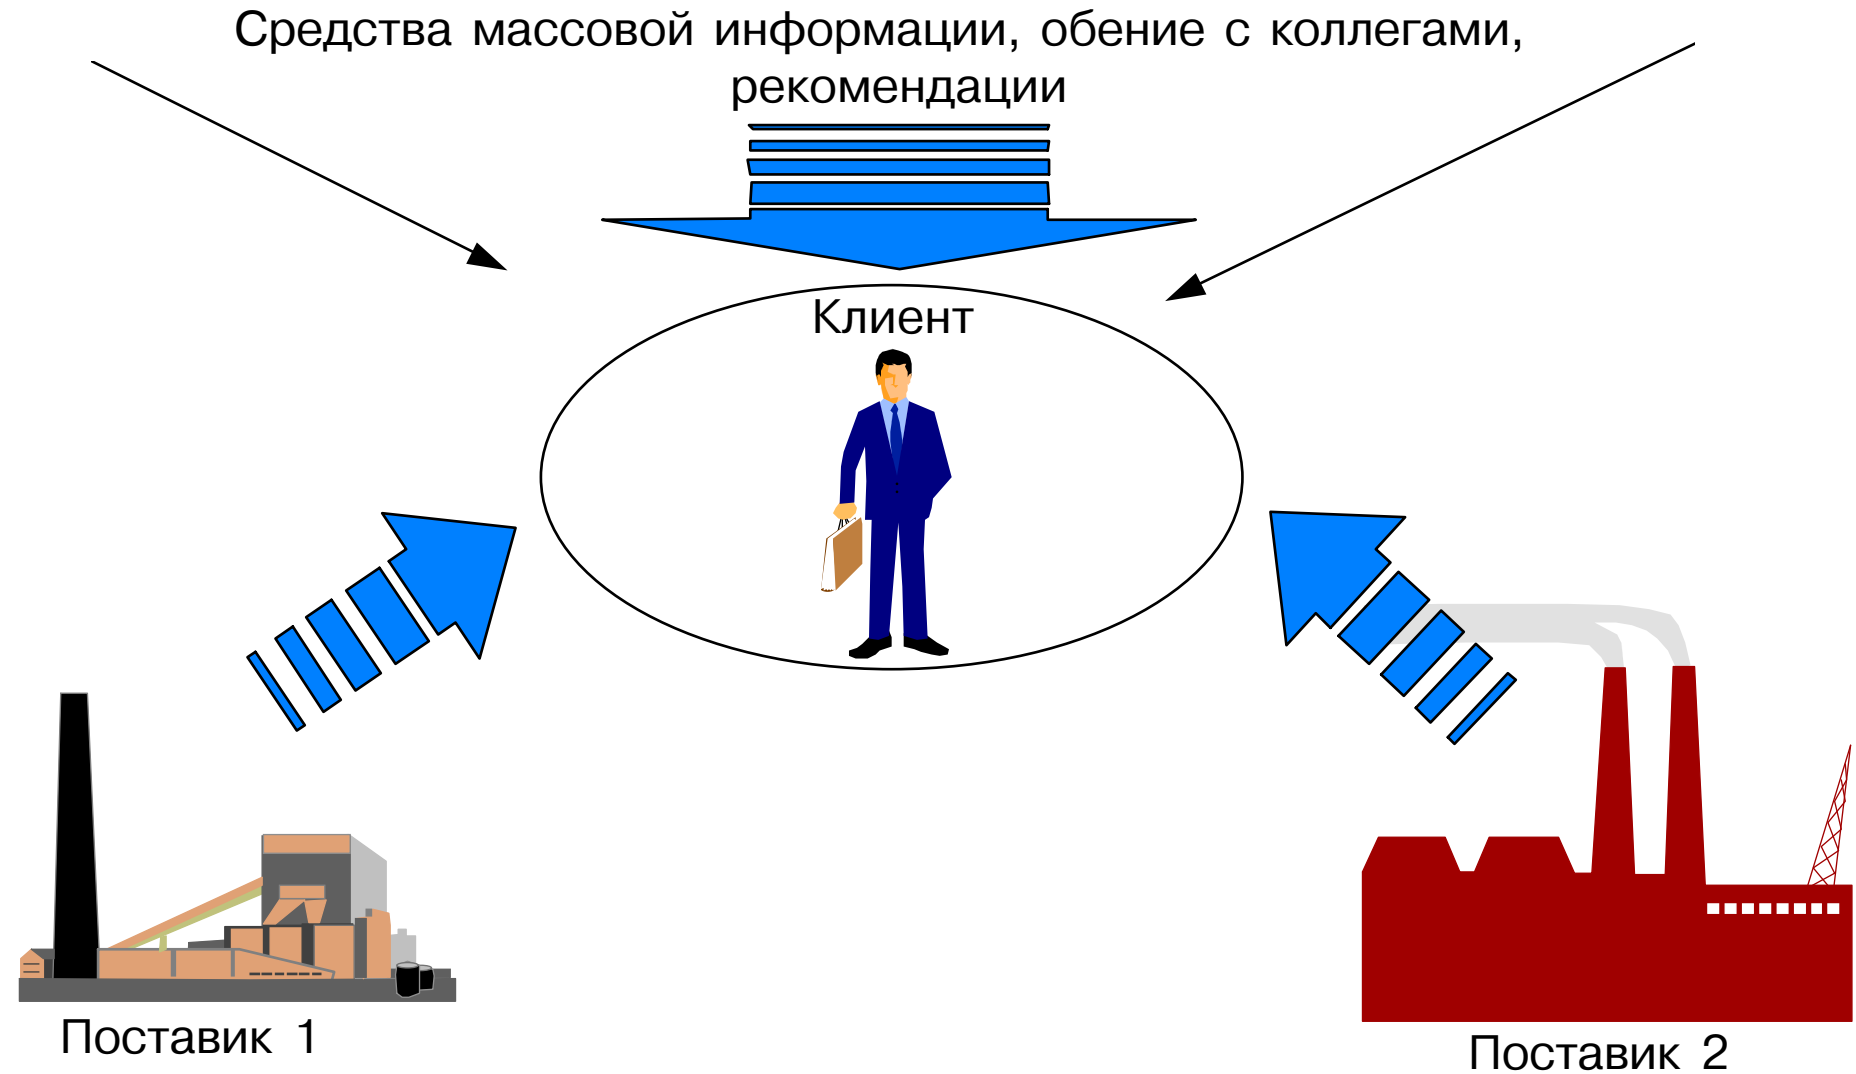 Средства массовой информации, обение с коллегами,
рекомендации
Клиент
Поставик 1
Поставик 2